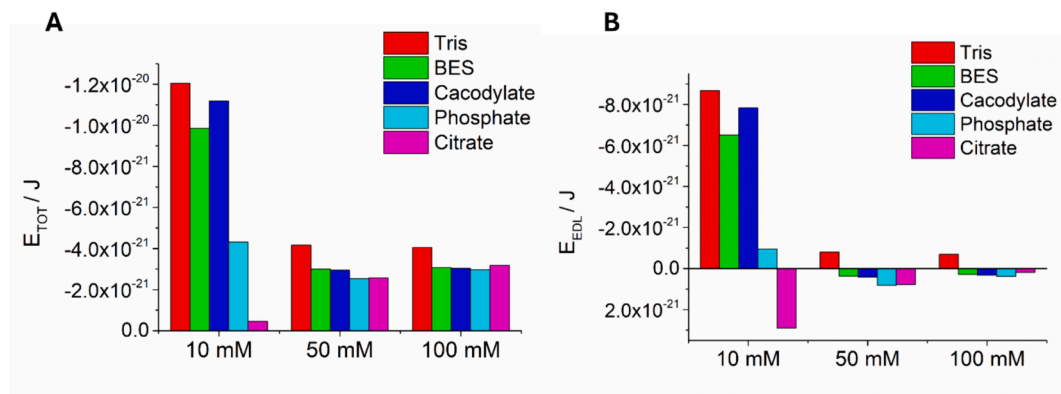 A
Tris
BES
Cacodylate
Phosphate
Citrate
-1.2x10⁻²⁰
-1.0x10⁻²⁰
-8.0x10⁻²¹
-6.0x10⁻²¹
-4.0x10⁻²¹
-2.0x10⁻²¹
0.0
E_TOT / J
10 mM 50 mM 100 mM
B
Tris
BES
Cacodylate
Phosphate
Citrate
-8.0x10⁻²¹
-6.0x10⁻²¹
-4.0x10⁻²¹
-2.0x10⁻²¹
0.0
2.0x10⁻²¹
E_EDL / J
10 mM 50 mM 100 mM